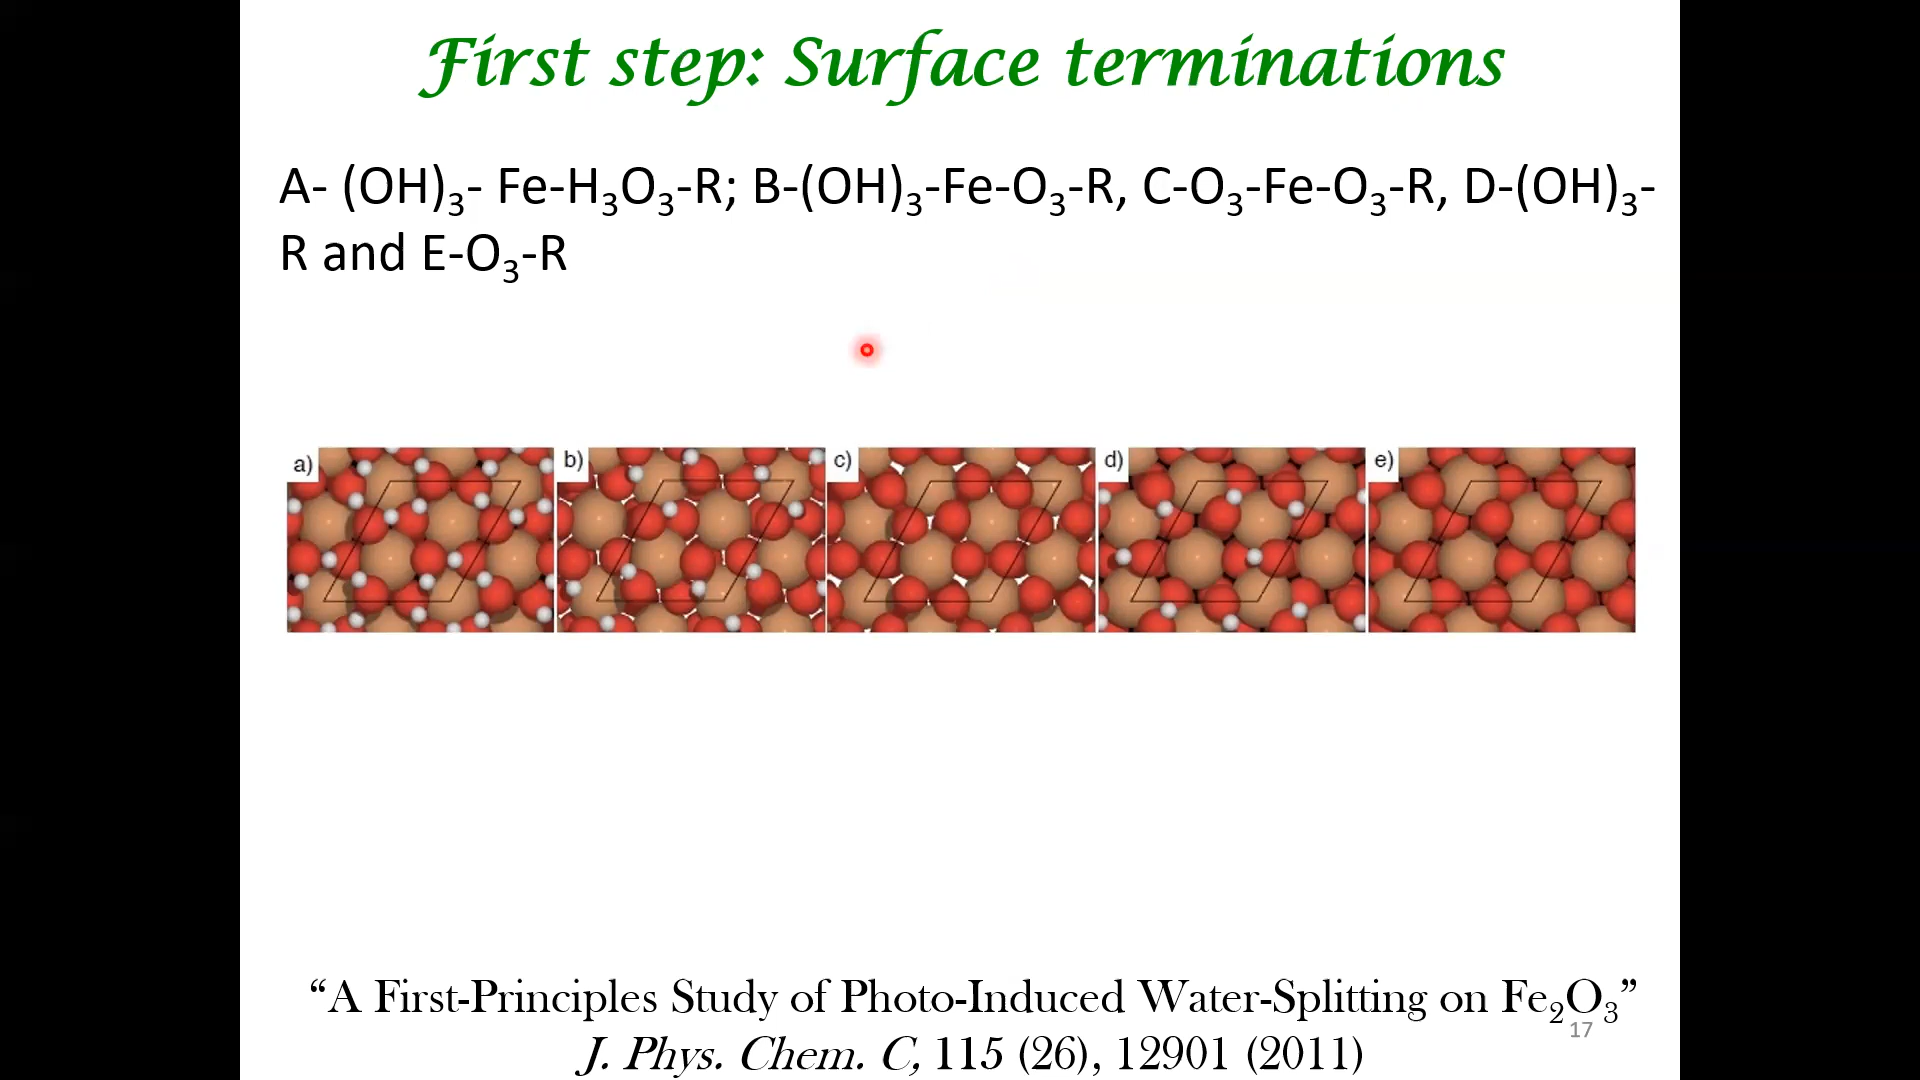 First step: Surface terminations
A- (OH)₃- Fe-H₃O₃-R; B-(OH)₃-Fe-O₃-R, C-O₃-Fe-O₃-R, D-(OH)₃-
R and E-O₃-R
a) b) c) d) e)
“A First-Principles Study of Photo-Induced Water-Splitting on Fe₂O₃”
17
J. Phys. Chem. C, 115 (26), 12901 (2011)